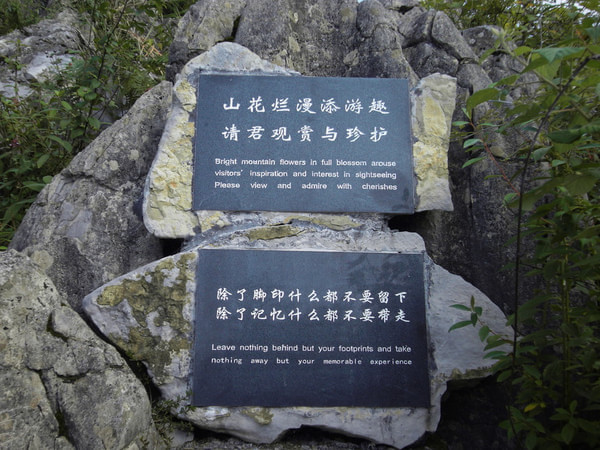 山花烂漫添游趣
请君观赏与珍护
Bright mountain flowers in full blossom arouse
visitors' inspiration and interest in sightseeing
Please view and admire with cherishes
除了脚印什么都不要留下
除了记忆什么都不要带走
Leave nothing behind but your footprints and take
nothing away but your memorable experience